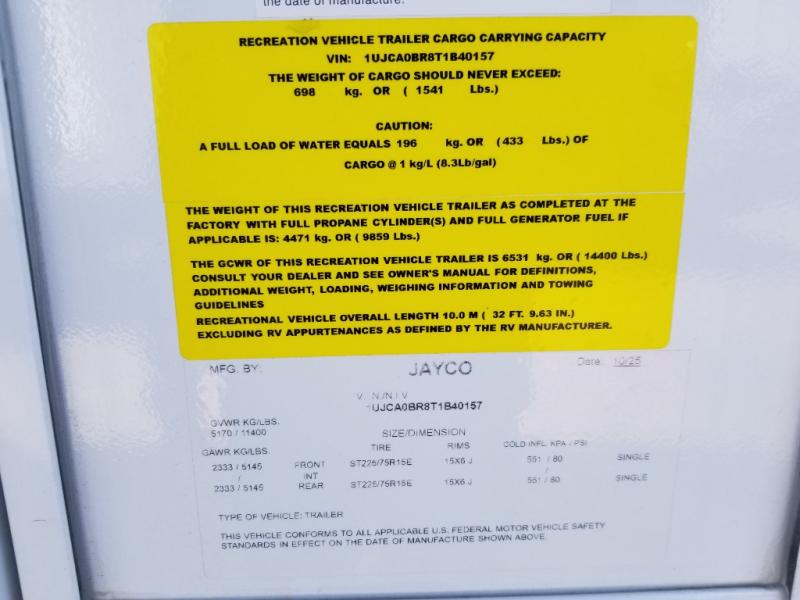 the date of manufacture.
RECREATION VEHICLE TRAILER CARGO CARRYING CAPACITY
VIN: 1UJCA0BR8T1B40157
THE WEIGHT OF CARGO SHOULD NEVER EXCEED:
698 kg. OR ( 1541 Lbs.)
CAUTION:
A FULL LOAD OF WATER EQUALS 196 kg. OR (433 Lbs.) OF
CARGO @ 1 kg/L (8.3Lb/gal)
THE WEIGHT OF THIS RECREATION VEHICLE TRAILER AS COMPLETED AT THE
FACTORY WITH FULL PROPANE CYLINDER(S) AND FULL GENERATOR FUEL IF
APPLICABLE IS: 4471 kg. OR ( 9859 Lbs.)
THE GCWR OF THIS RECREATION VEHICLE TRAILER IS 6531 kg. OR ( 14400 Lbs.)
CONSULT YOUR DEALER AND SEE OWNER'S MANUAL FOR DEFINITIONS,
ADDITIONAL WEIGHT, LOADING, WEIGHING INFORMATION AND TOWING
GUIDELINES
RECREATIONAL VEHICLE OVERALL LENGTH 10.0 M ( 32 FT. 9.63 IN.)
EXCLUDING RV APPURTENANCES AS DEFINED BY THE RV MANUFACTURER.
MFG. BY: JAYCO Date: 10/25
V. .N./N.I.V
1UJCA0BR8T1B40157
GVWR KG/LBS.
5170 / 11400 SIZE/DIMENSION
GAWR KG/LBS. TIRE RIMS COLD INFL. KPA / PSI
2333 / 5145 FRONT ST225/75R15E 15X6 J 551 / 80 SINGLE
/ INT /
2333 / 5145 REAR ST225/75R15E 15X6 J 551 / 80 SINGLE
TYPE OF VEHICLE: TRAILER
THIS VEHICLE CONFORMS TO ALL APPLICABLE U.S. FEDERAL MOTOR VEHICLE SAFETY
STANDARDS IN EFFECT ON THE DATE OF MANUFACTURE SHOWN ABOVE.